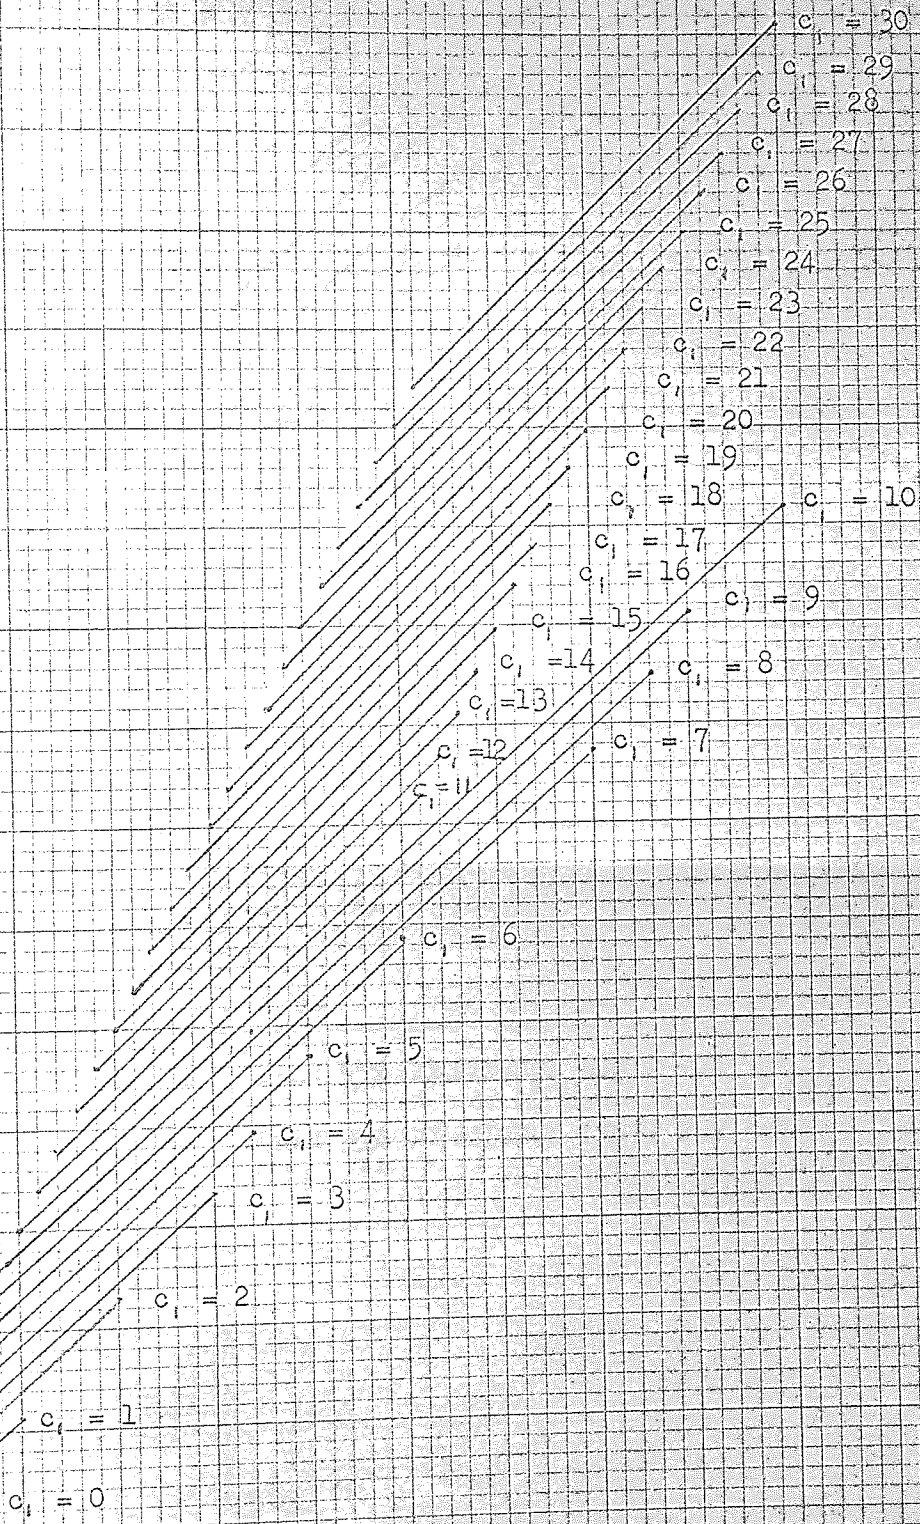 c₁ = 30
c₁ = 29
c₁ = 28
c₁ = 27
c₁ = 26
c₁ = 25
c₁ = 24
c₁ = 23
c₁ = 22
c₁ = 21
c₁ = 20
c₁ = 19
c₁ = 18
c₁ = 10
c₁ = 17
c₁ = 16
c₁ = 9
c₁ = 15
c₁ =14
c₁ = 8
c₁ =13
c₁ = 7
c₁ =12
c₁=11
c₁ = 6
c₁ = 5
c₁ = 4
c₁ = 3
c₁ = 2
c₁ = 1
c₁ = 0